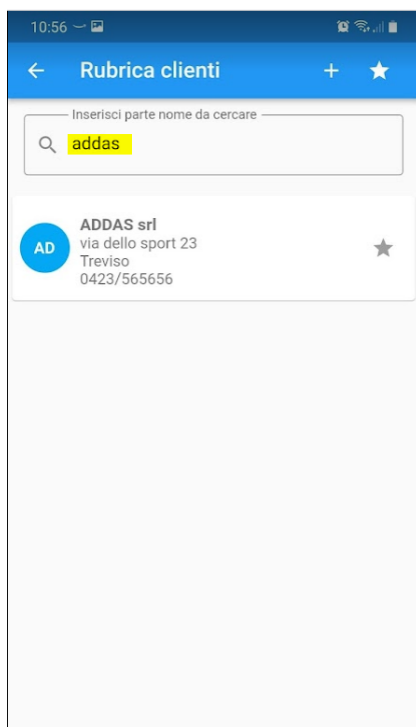 10:56
Rubrica clienti
Inserisci parte nome da cercare
addas
AD
ADDAS srl
via dello sport 23
Treviso
0423/565656